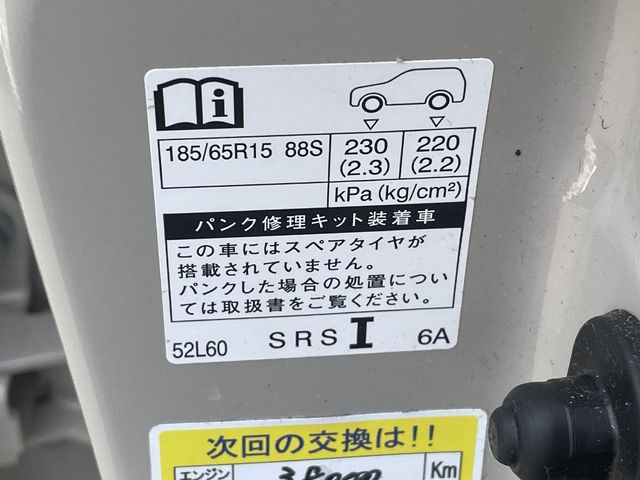 i
185/65R15 88S 230 220
(2.3) (2.2)
kPa (kg/cm²)
パンク修理キット装着車
この車にはスペアタイヤが
搭載されていません。
パンクした場合の処置につい
ては取扱書をご覧ください。
52L60 SRS I 6A
次回の交換は!!
エンジン Km